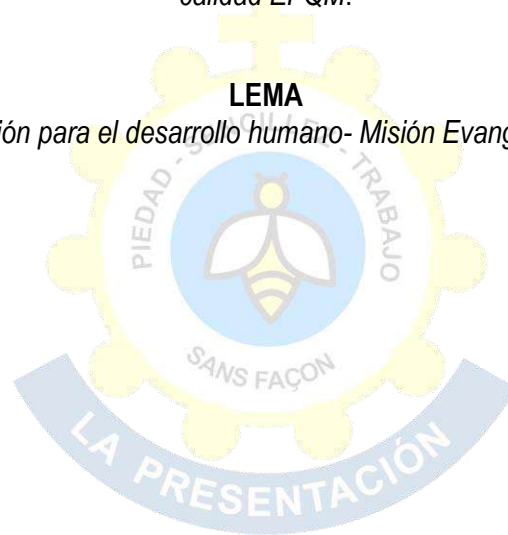 calidad EFQM.
LEMA
ión para el desarrollo humano- Misión Evang
PIEDAD - SENCILLEZ - TRABAJO
SANS FAÇON
LA PRESENTACIÓN